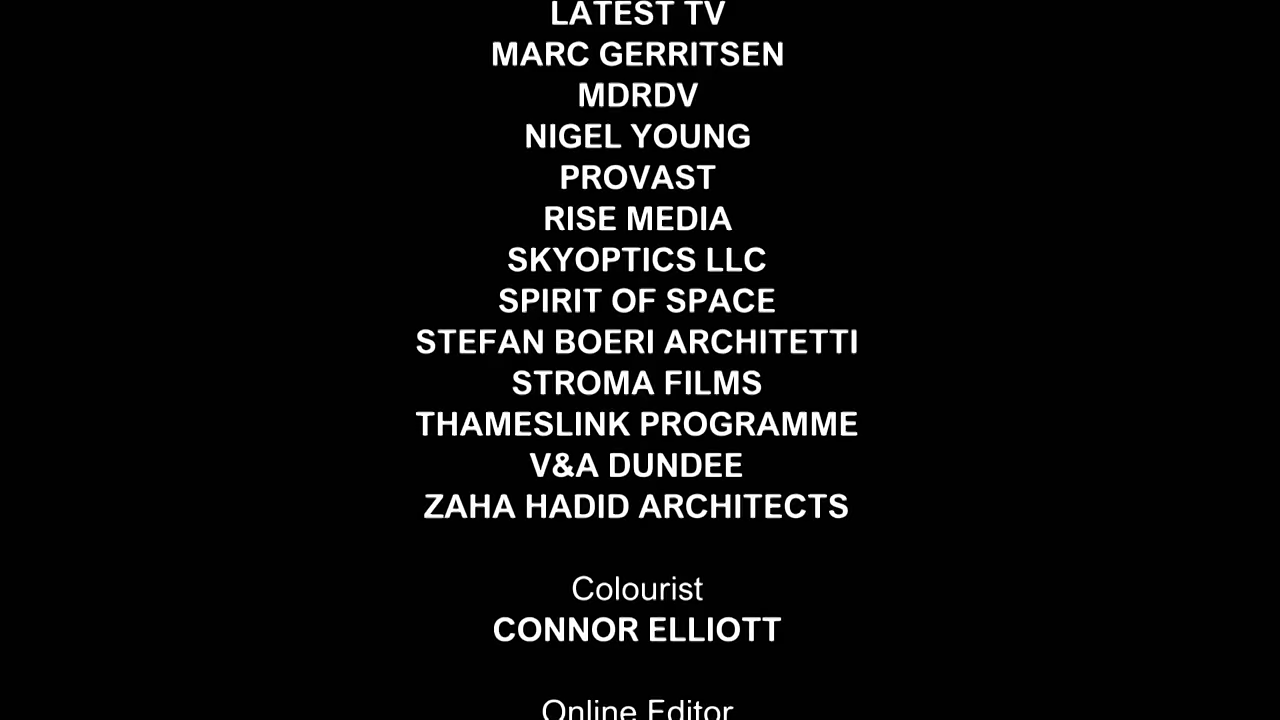 LATEST TV
MARC GERRITSEN
MDRDV
NIGEL YOUNG
PROVAST
RISE MEDIA
SKYOPTICS LLC
SPIRIT OF SPACE
STEFAN BOERI ARCHITETTI
STROMA FILMS
THAMESLINK PROGRAMME
V&A DUNDEE
ZAHA HADID ARCHITECTS
Colourist
CONNOR ELLIOTT
Online Editor